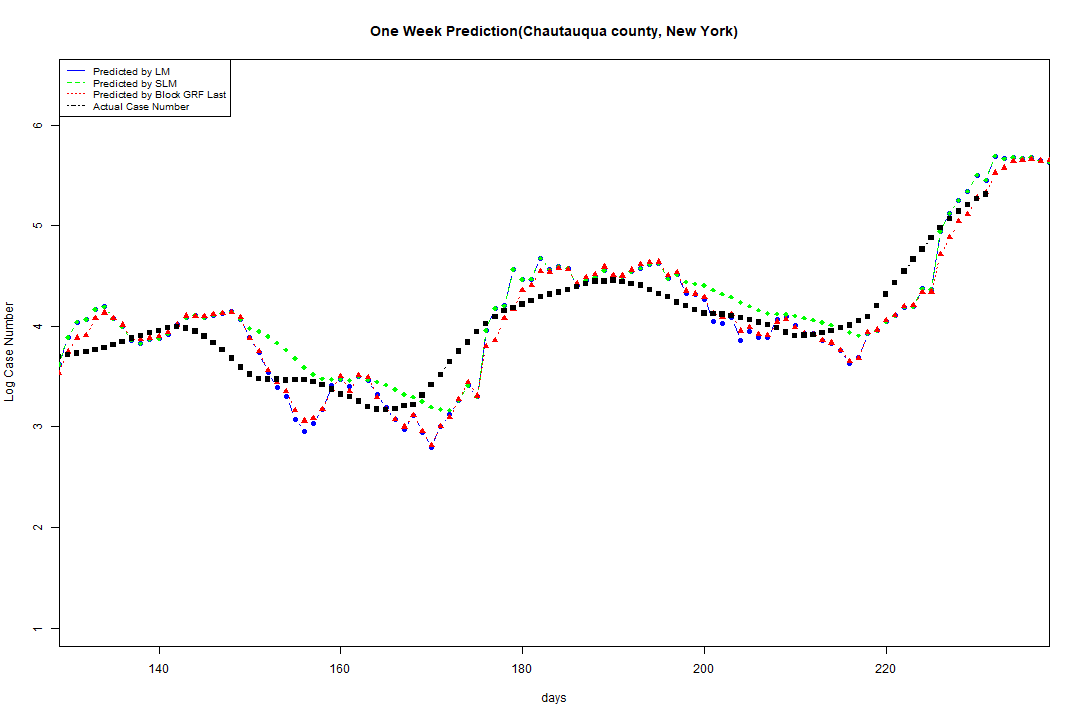 One Week Prediction(Chautauqua county, New York)
Predicted by LM
Predicted by SLM
Predicted by Block GRF Last
Actual Case Number
6
5
4
3
2
1
Log Case Number
140 160 180 200 220
days